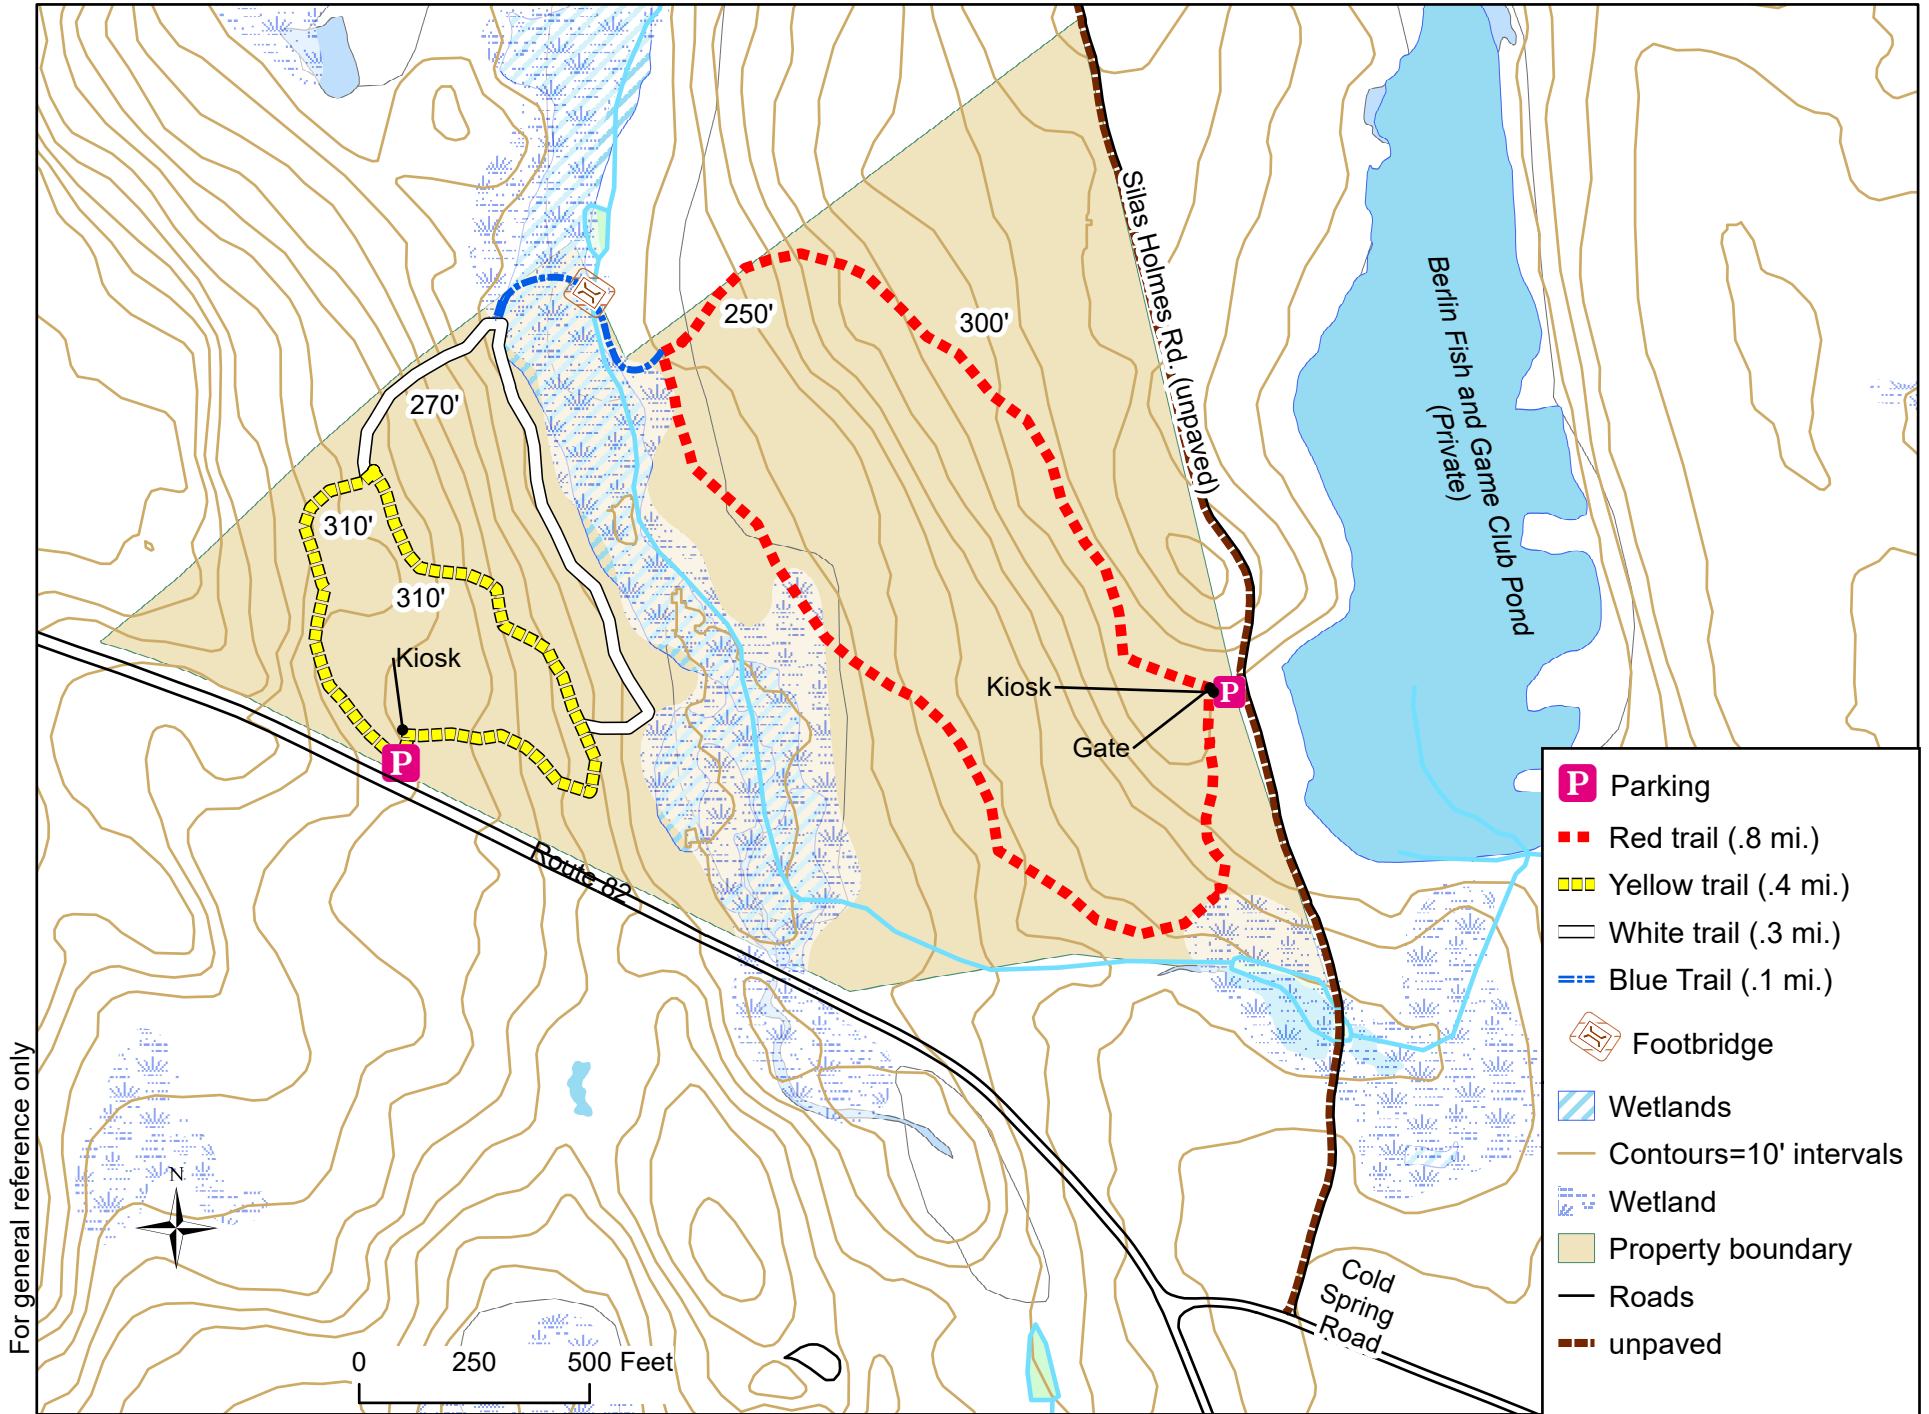 Silas Holmes Rd. (unpaved)
Berlin Fish and Game Club Pond
(Private)
250'
300'
270'
310'
310'
Kiosk
Kiosk
Gate
P
P
Route 82
Cold
Spring
Road
N
0 250 500 Feet
For general reference only
P Parking
Red trail (.8 mi.)
Yellow trail (.4 mi.)
White trail (.3 mi.)
Blue Trail (.1 mi.)
Footbridge
Wetlands
Contours=10' intervals
Wetland
Property boundary
Roads
unpaved